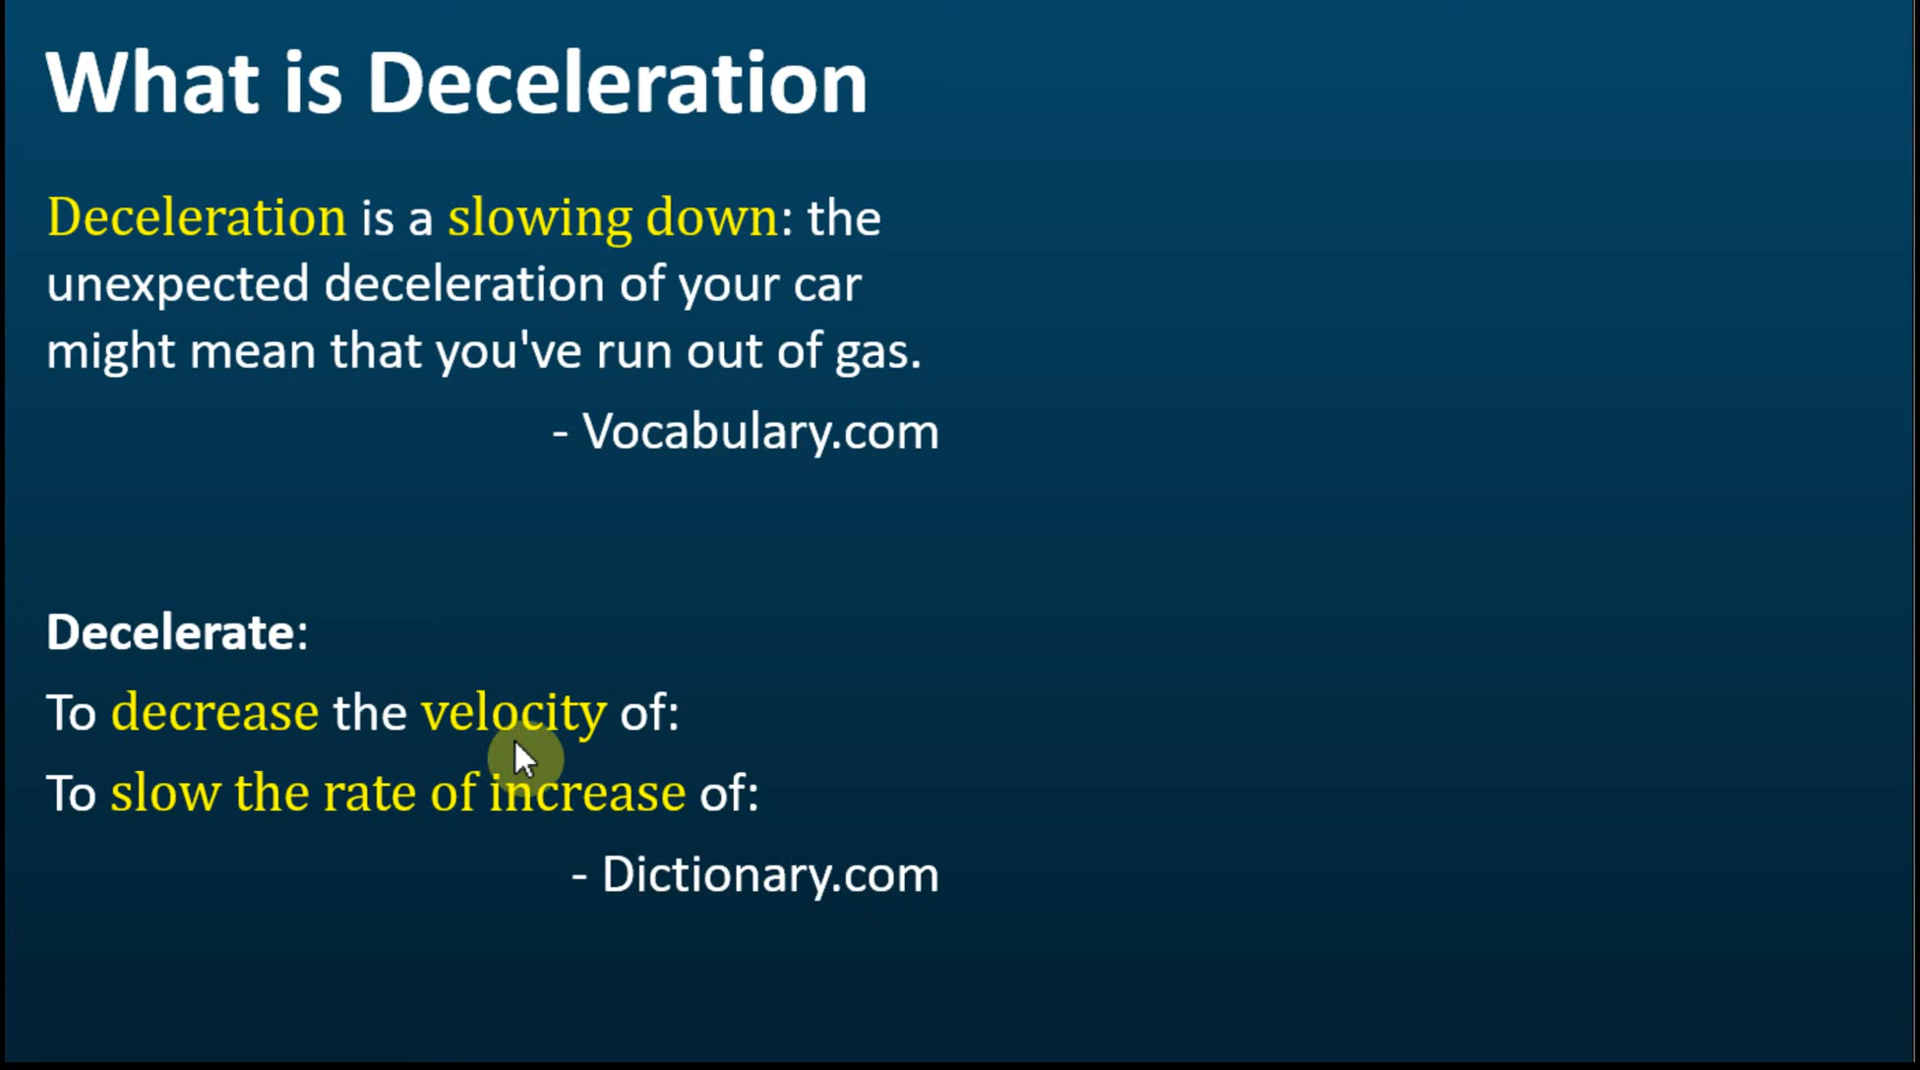 What is Deceleration
Deceleration is a slowing down: the
unexpected deceleration of your car
might mean that you've run out of gas.
- Vocabulary.com
Decelerate:
To decrease the velocity of:
To slow the rate of increase of:
- Dictionary.com